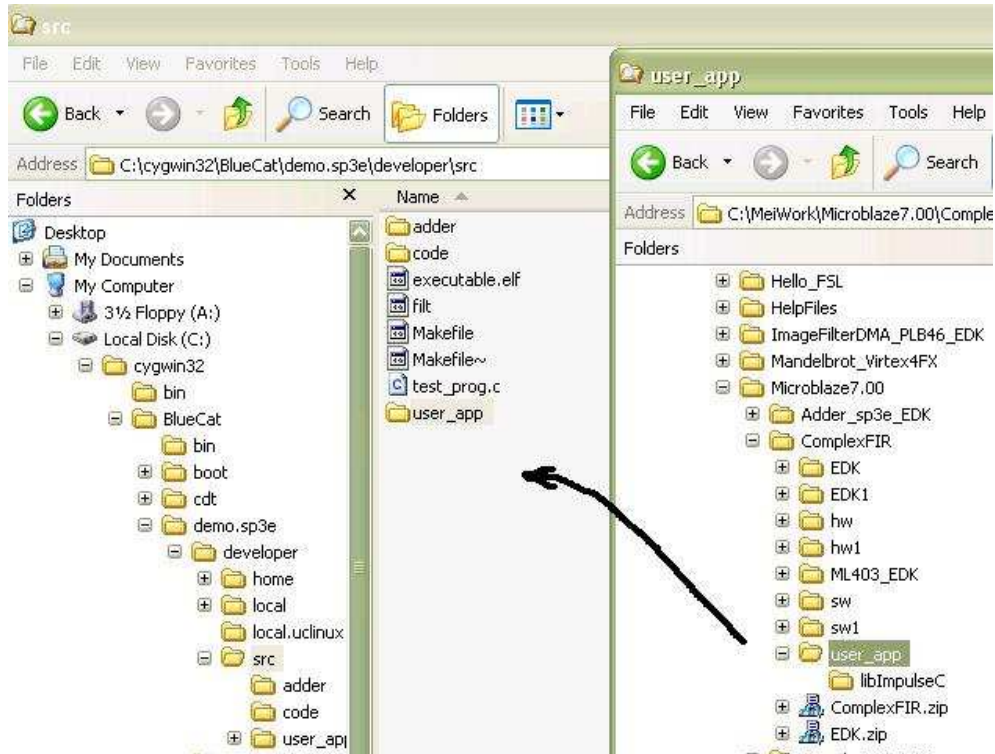 src
File Edit View Favorites Tools Help
Back Search Folders
Address C:\cygwin32\BlueCat\demo.sp3e\developer\src
Folders
Desktop
My Documents
My Computer
3½ Floppy (A:)
Local Disk (C:)
cygwin32
bin
BlueCat
bin
boot
cdt
demo.sp3e
developer
home
local
local.uclinux
src
adder
code
user_app
Name
adder
code
executable.elf
filt
Makefile
Makefile~
test_prog.c
user_app
user_app
File Edit View Favorites Tools Help
Back Search
Address C:\MeiWork\Microblaze7.00\Comple
Folders
Hello_FSL
HelpFiles
ImageFilterDMA_PLB46_EDK
Mandelbrot_Virtex4FX
Microblaze7.00
Adder_sp3e_EDK
ComplexFIR
EDK
EDK1
hw
hw1
ML403_EDK
sw
sw1
user_app
libImpulseC
ComplexFIR.zip
EDK.zip